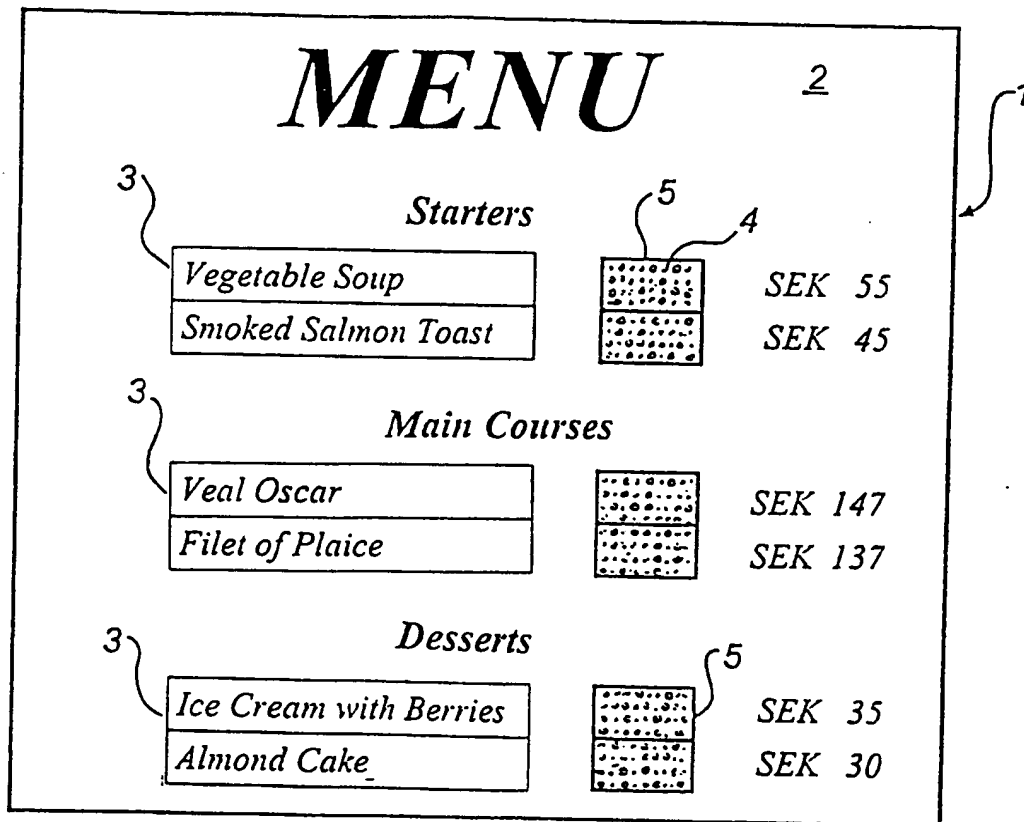 MENU 2
1
3 Starters 5 4
Vegetable Soup SEK 55
Smoked Salmon Toast SEK 45
3 Main Courses
Veal Oscar SEK 147
Filet of Plaice SEK 137
3 Desserts 5
Ice Cream with Berries SEK 35
Almond Cake SEK 30